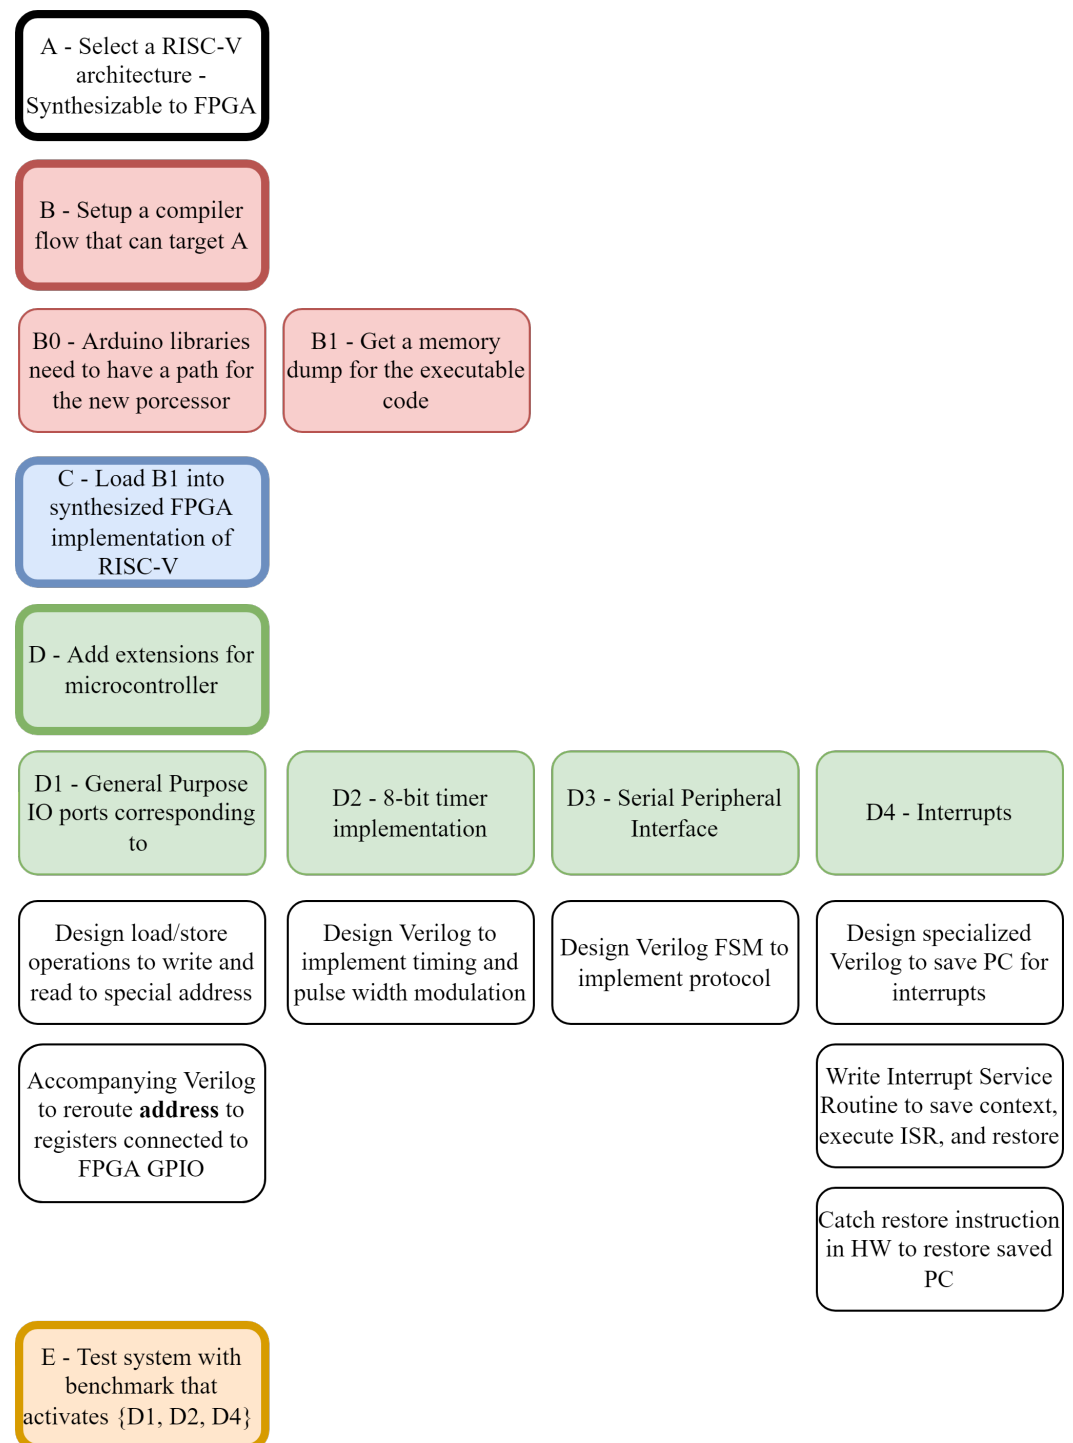 A - Select a RISC-V
architecture -
Synthesizable to FPGA
B - Setup a compiler
flow that can target A
B0 - Arduino libraries
need to have a path for
the new porcessor
B1 - Get a memory
dump for the executable
code
C - Load B1 into
synthesized FPGA
implementation of
RISC-V
D - Add extensions for
microcontroller
D1 - General Purpose
IO ports corresponding
to
D2 - 8-bit timer
implementation
D3 - Serial Peripheral
Interface
D4 - Interrupts
Design load/store
operations to write and
read to special address
Design Verilog to
implement timing and
pulse width modulation
Design Verilog FSM to
implement protocol
Design specialized
Verilog to save PC for
interrupts
Accompanying Verilog
to reroute address to
registers connected to
FPGA GPIO
Write Interrupt Service
Routine to save context,
execute ISR, and restore
Catch restore instruction
in HW to restore saved
PC
E - Test system with
benchmark that
activates {D1, D2, D4}